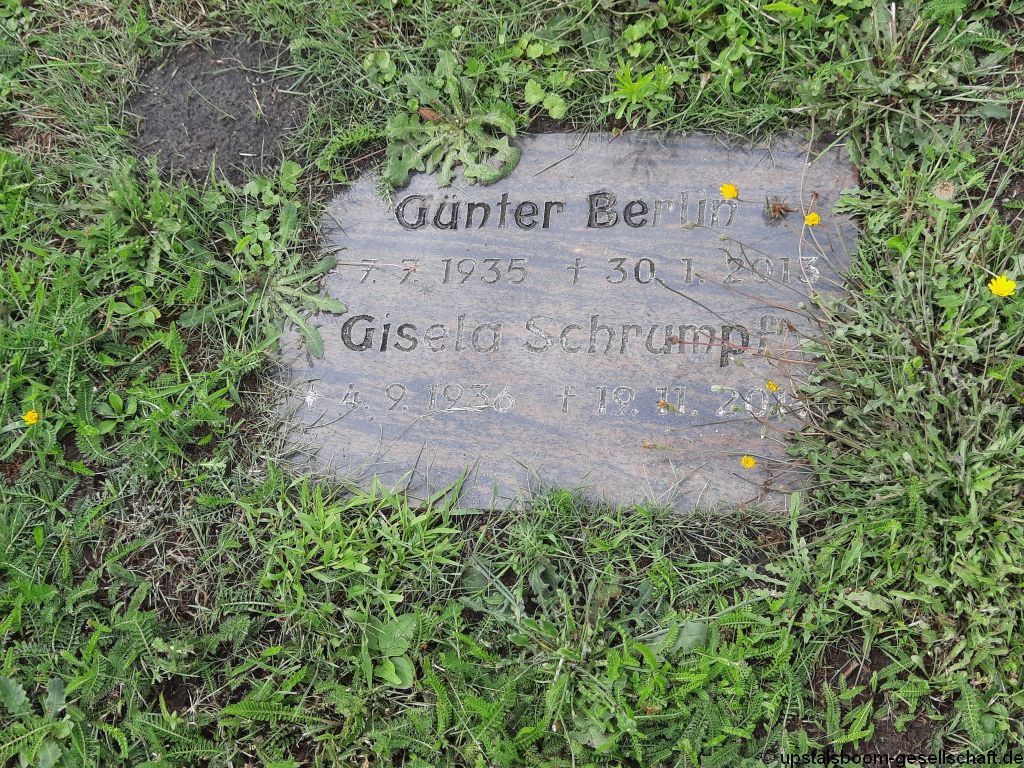 Günter Berlin
* 7. 7. 1935 † 30. 1. 2013
Gisela Schrumpf
* 4. 9. 1936 † 19. 11.
© upstalsboom-gesellschaft.de